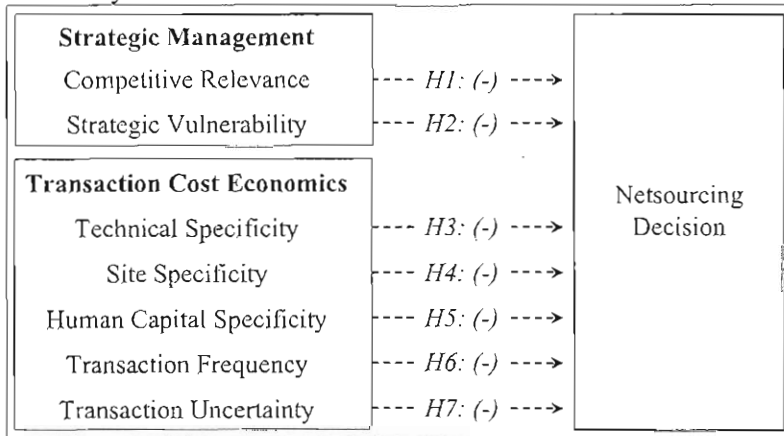 Strategic Management
Competitive Relevance ---- H1: (-) ---->
Strategic Vulnerability ---- H2: (-) ---->
Transaction Cost Economics
Netsourcing
Technical Specificity ---- H3: (-) ---->
Decision
Site Specificity ---- H4: (-) ---->
Human Capital Specificity ---- H5: (-) ---->
Transaction Frequency ---- H6: (-) ---->
Transaction Uncertainty ---- H7: (-) ---->